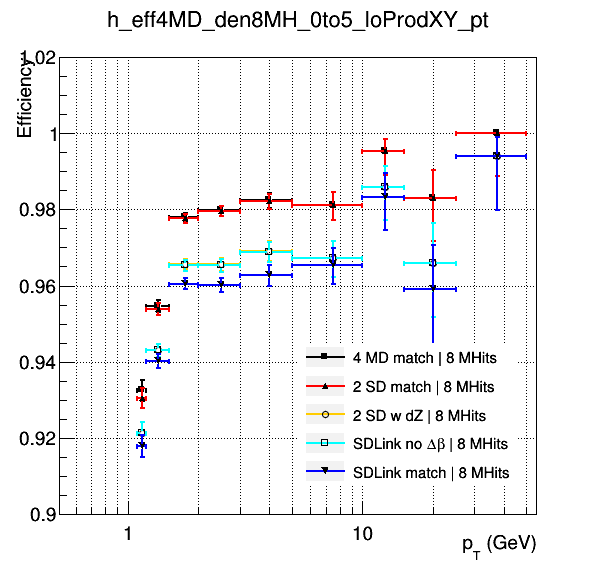 h_eff4MD_den8MH_0to5_loProdXY_pt
Efficiency
1.02
1
0.98
0.96
0.94
0.92
0.9
4 MD match | 8 MHits
2 SD match | 8 MHits
2 SD w dZ | 8 MHits
SDLink no Δβ | 8 MHits
SDLink match | 8 MHits
1
10
p_T (GeV)